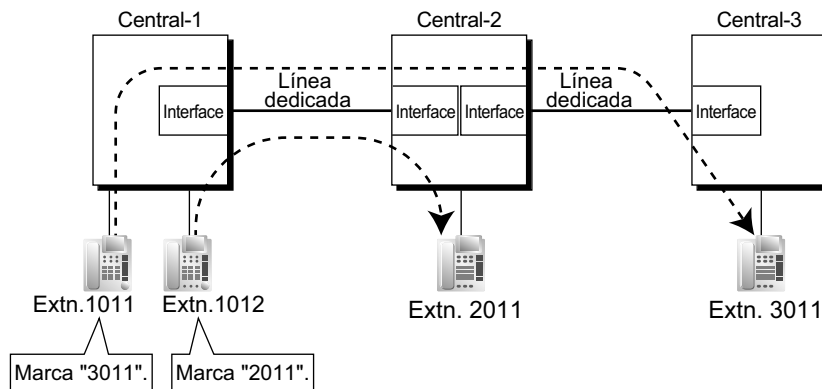 Central-1
Central-2
Central-3
Línea
dedicada
Línea
dedicada
Interface
Interface
Interface
Interface
Extn.1011
Extn.1012
Extn. 2011
Extn. 3011
Marca "3011".
Marca "2011".